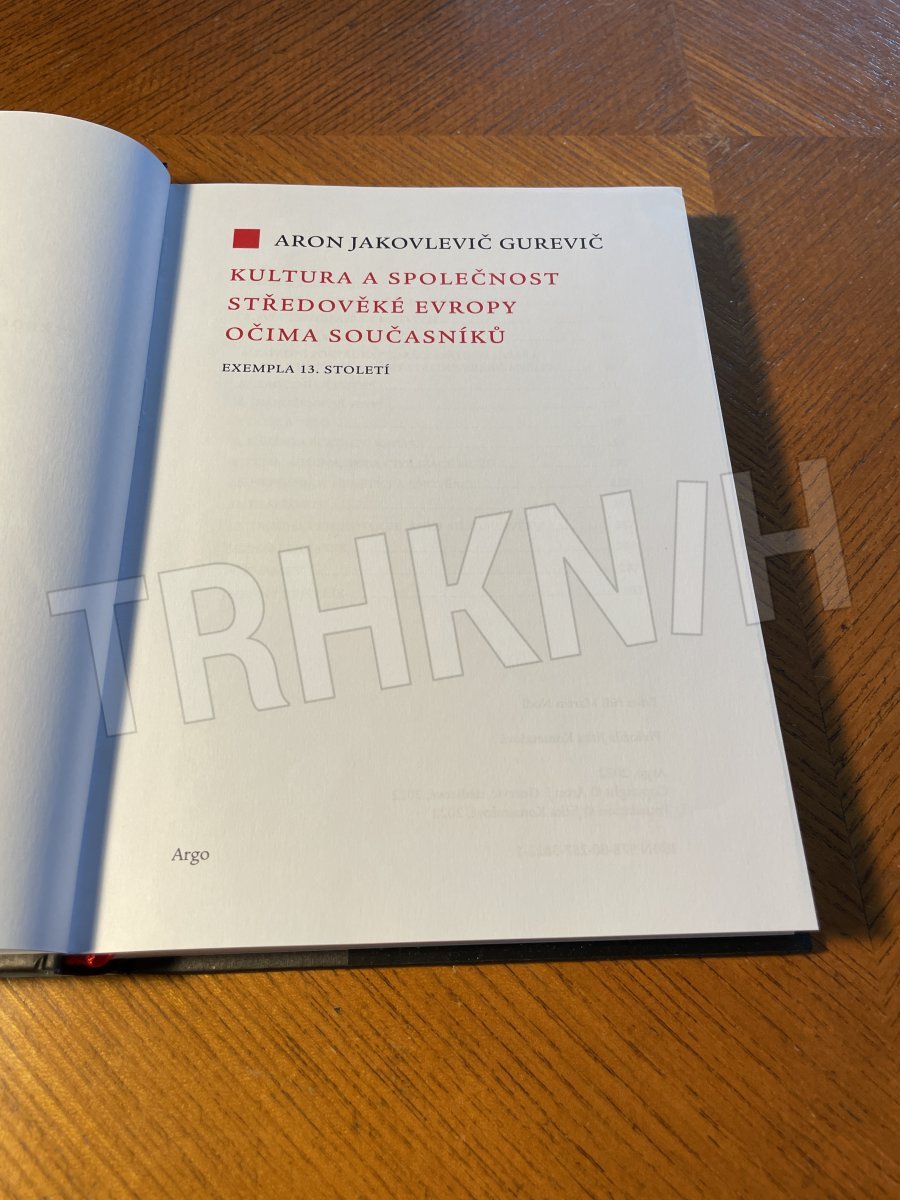 ARON JAKOVLEVIČ GUREVIČ
KULTURA A SPOLEČNOST
STŘEDOVĚKÉ EVROPY
OČIMA SOUČASNÍKŮ
EXEMPLA 13. STOLETÍ
TRHKNIH
Argo